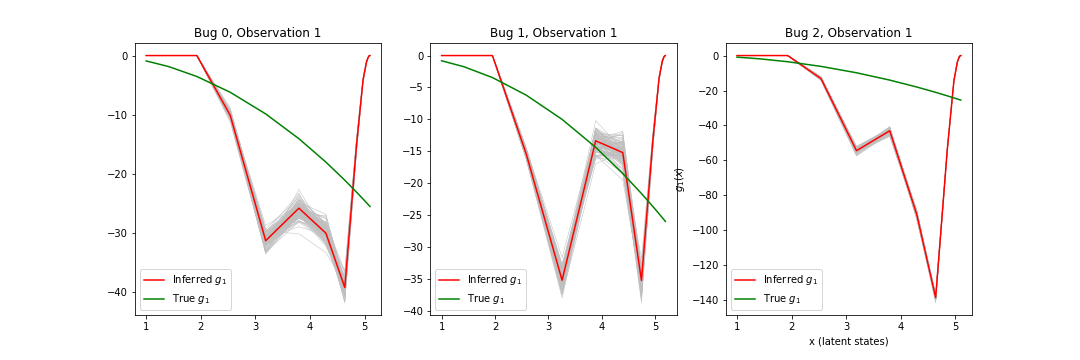 Bug 0, Observation 1
0
−10
−20
−30
−40
1 2 3 4 5
Inferred g₁
True g₁
Bug 1, Observation 1
0
−5
−10
−15
−20
−25
−30
−35
−40
1 2 3 4 5
Inferred g₁
True g₁
Bug 2, Observation 1
g₁(x)
0
−20
−40
−60
−80
−100
−120
−140
1 2 3 4 5
x (latent states)
Inferred g₁
True g₁